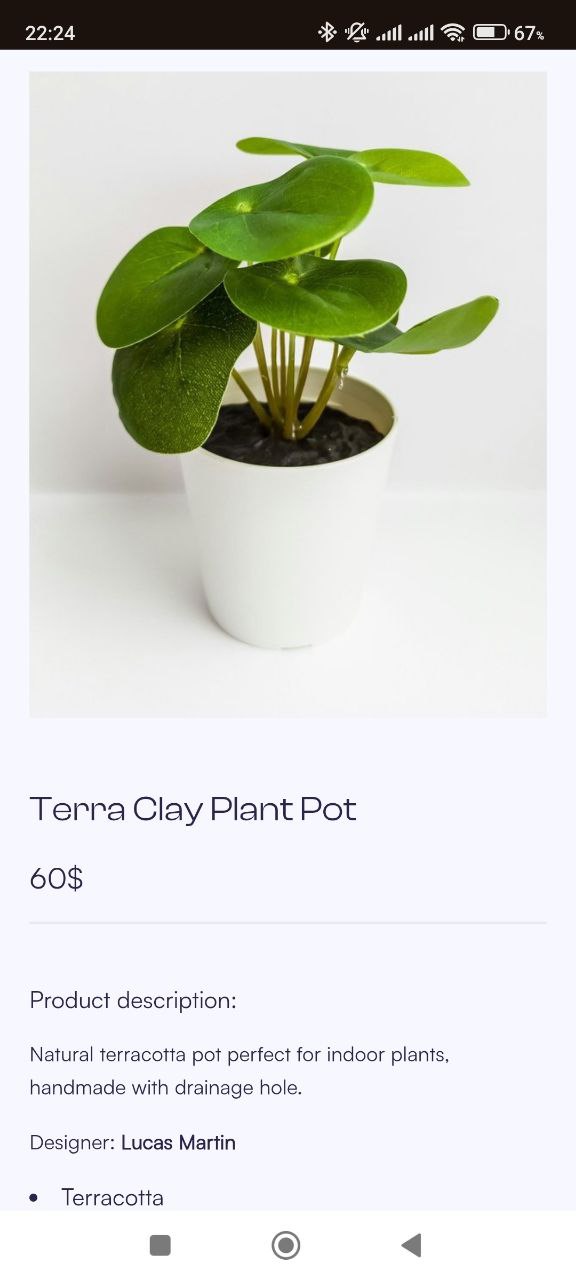 22:24
67%
Terra Clay Plant Pot
60$
Product description:
Natural terracotta pot perfect for indoor plants,
handmade with drainage hole.
Designer: Lucas Martin
• Terracotta